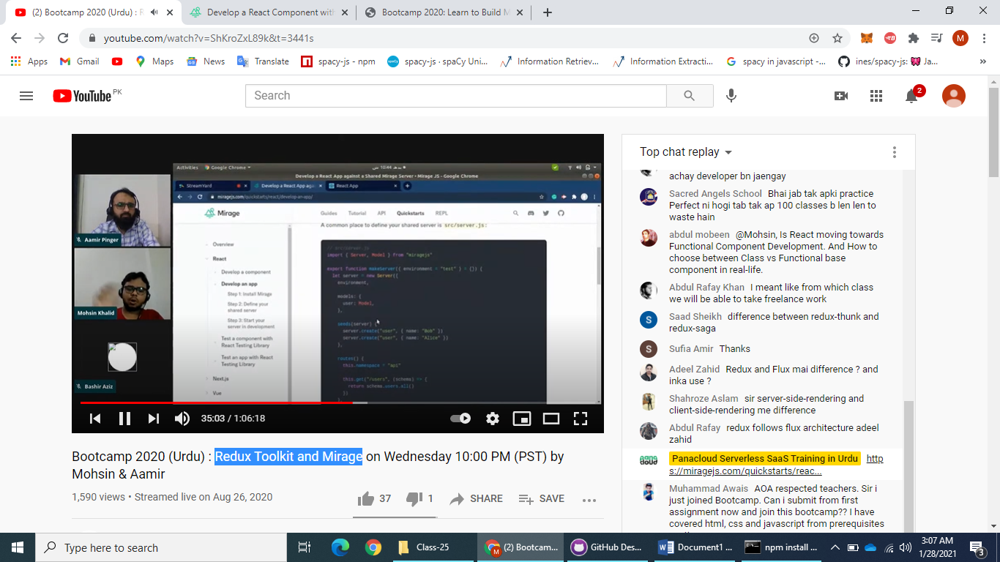 (2) Bootcamp 2020 (Urdu) : R
Develop a React Component with
Bootcamp 2020: Learn to Build M
youtube.com/watch?v=ShKroZxL89k&t=3441s
M
Apps
Gmail
Maps
News
Translate
spacy-js - npm
spacy-js · spaCy Uni...
Information Retriev...
Information Extracti...
spacy in javascript -...
ines/spacy-js: 🎀 Ja...
YouTube PK
Search
2
Activities
Google Chrome
Develop a React App against a Shared Mirage Server • Mirage JS - Google Chrome
StreamYard
Develop a React App aga
React App
miragejs.com/quickstarts/react/develop-an-app/
Mirage
Guides
Tutorial
API
Quickstarts
REPL
A common place to define your shared server is src/server.js:
Overview
React
Develop a component
Develop an app
Step 1: Install Mirage
Step 2: Define your
shared server
Step 3: Start your
server in development
Test a component with
React Testing Library
Test an app with React
Testing Library
Next.js
Vue
// src/server.js
import { Server, Model } from "miragejs"
export function makeServer({ environment = "test" } = {}) {
let server = new Server({
environment,
models: {
user: Model,
},
seeds(server) {
server.create("user", { name: "Bob" })
server.create("user", { name: "Alice" })
},
routes() {
this.namespace = "api"
this.get("/users", (schema) => {
return schema.users.all()
})
Aamir Pinger
Mohsin Khalid
Bashir Aziz
35:03 / 1:06:18
Bootcamp 2020 (Urdu) : Redux Toolkit and Mirage on Wednesday 10:00 PM (PST) by
Mohsin & Aamir
1,590 views • Streamed live on Aug 26, 2020
37
1
SHARE
SAVE
Top chat replay
achay developer bn jaengay
Sacred Angels School Bhai jab tak apki practice
Perfect ni hogi tab tak ap 100 classes b len len to
waste hain
abdul mobeen @Mohsin, Is React moving towards
Functional Component Development. And How to
choose between Class vs Functional base
component in real-life.
Abdul Rafay Khan I meant like from which class
we will be able to take freelance work
S
Saad Sheikh difference between redux-thunk and
redux-saga
S
Sufia Amir Thanks
Adeel Zahid Redux and Flux mai difference ? and
inka use ?
Shahroze Aslam sir server-side-rendering and
client-side-rendering me difference
Abdul Rafay redux follows flux architecture adeel
zahid
Panacloud Serverless SaaS Training in Urdu http
s://miragejs.com/quickstarts/reac...
Muhammad Awais AOA respected teachers. Sir i
just joined Bootcamp. Can i submit from first
assignment now and join this bootcamp?? I have
covered html, css and javascript from prerequisites
Type here to search
Class-25
(2) Bootcam...
GitHub Des...
Document1 ...
npm install ...
3:07 AM
1/28/2021
3